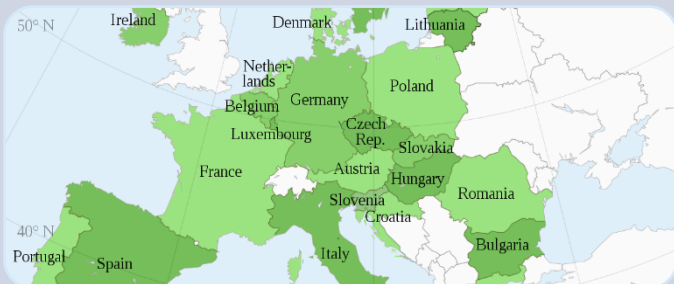 50° N
Ireland
Denmark
Lithuania
Nether-
lands
Poland
Germany
Belgium
Czech
Rep.
Luxembourg
Slovakia
France
Austria
Hungary
Romania
Slovenia
Croatia
40° N
Bulgaria
Portugal
Spain
Italy